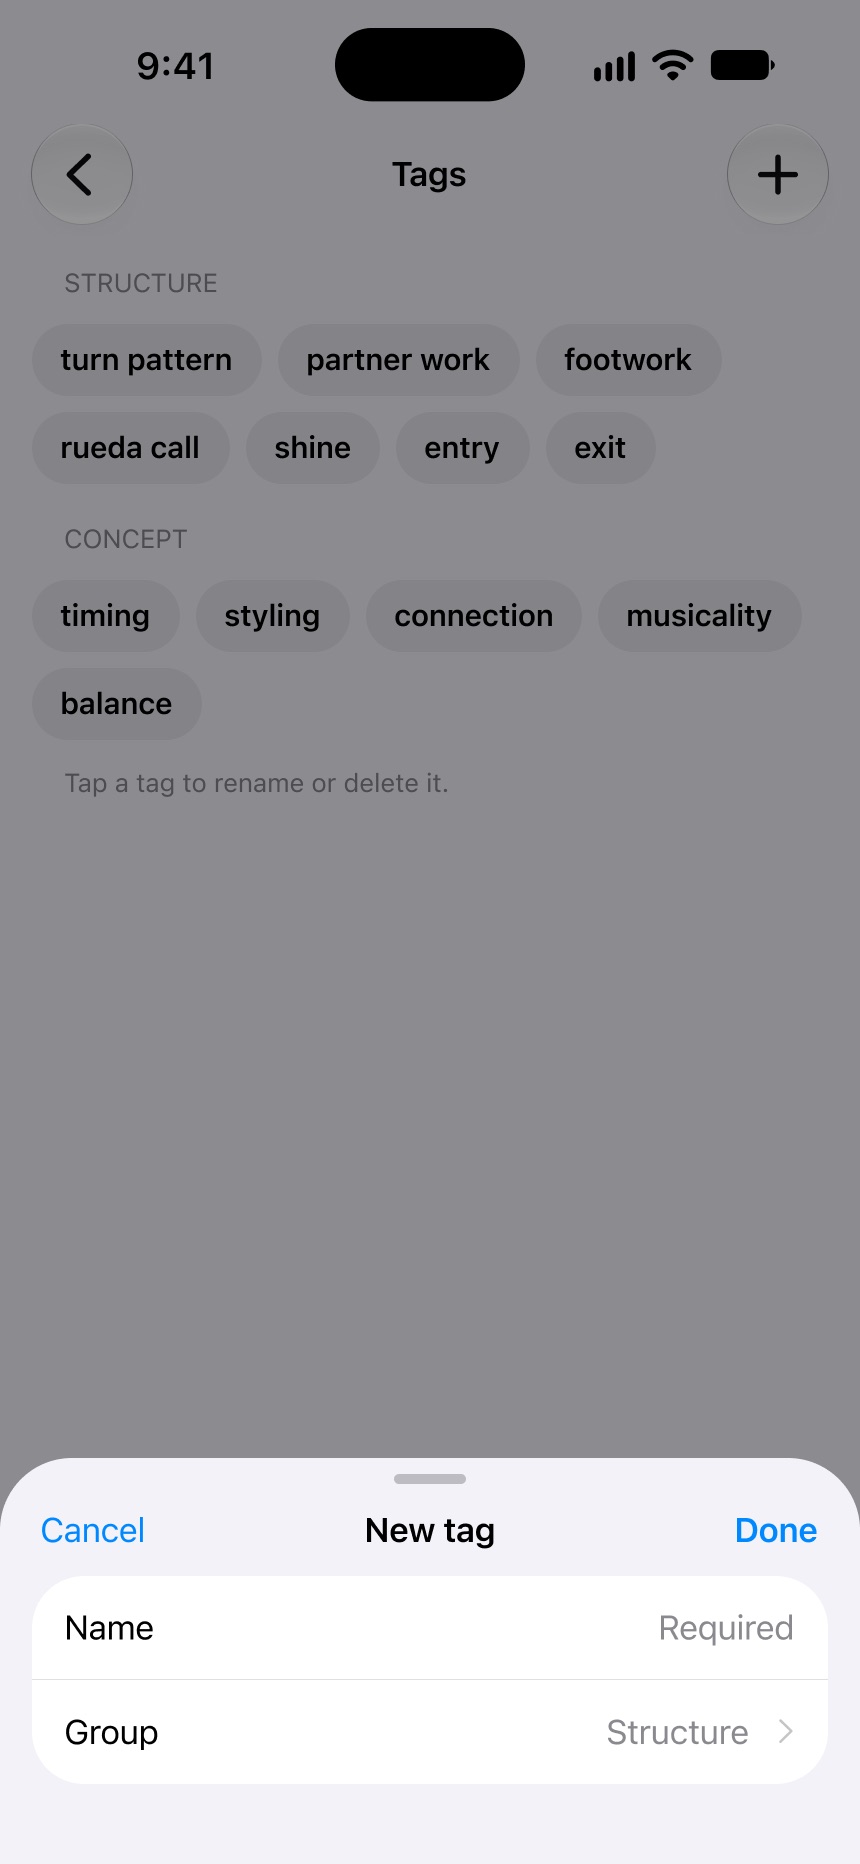 9:41
Tags
STRUCTURE
turn pattern partner work footwork
rueda call shine entry exit
CONCEPT
timing styling connection musicality
balance
Tap a tag to rename or delete it.
Cancel New tag Done
Name Required
Group Structure